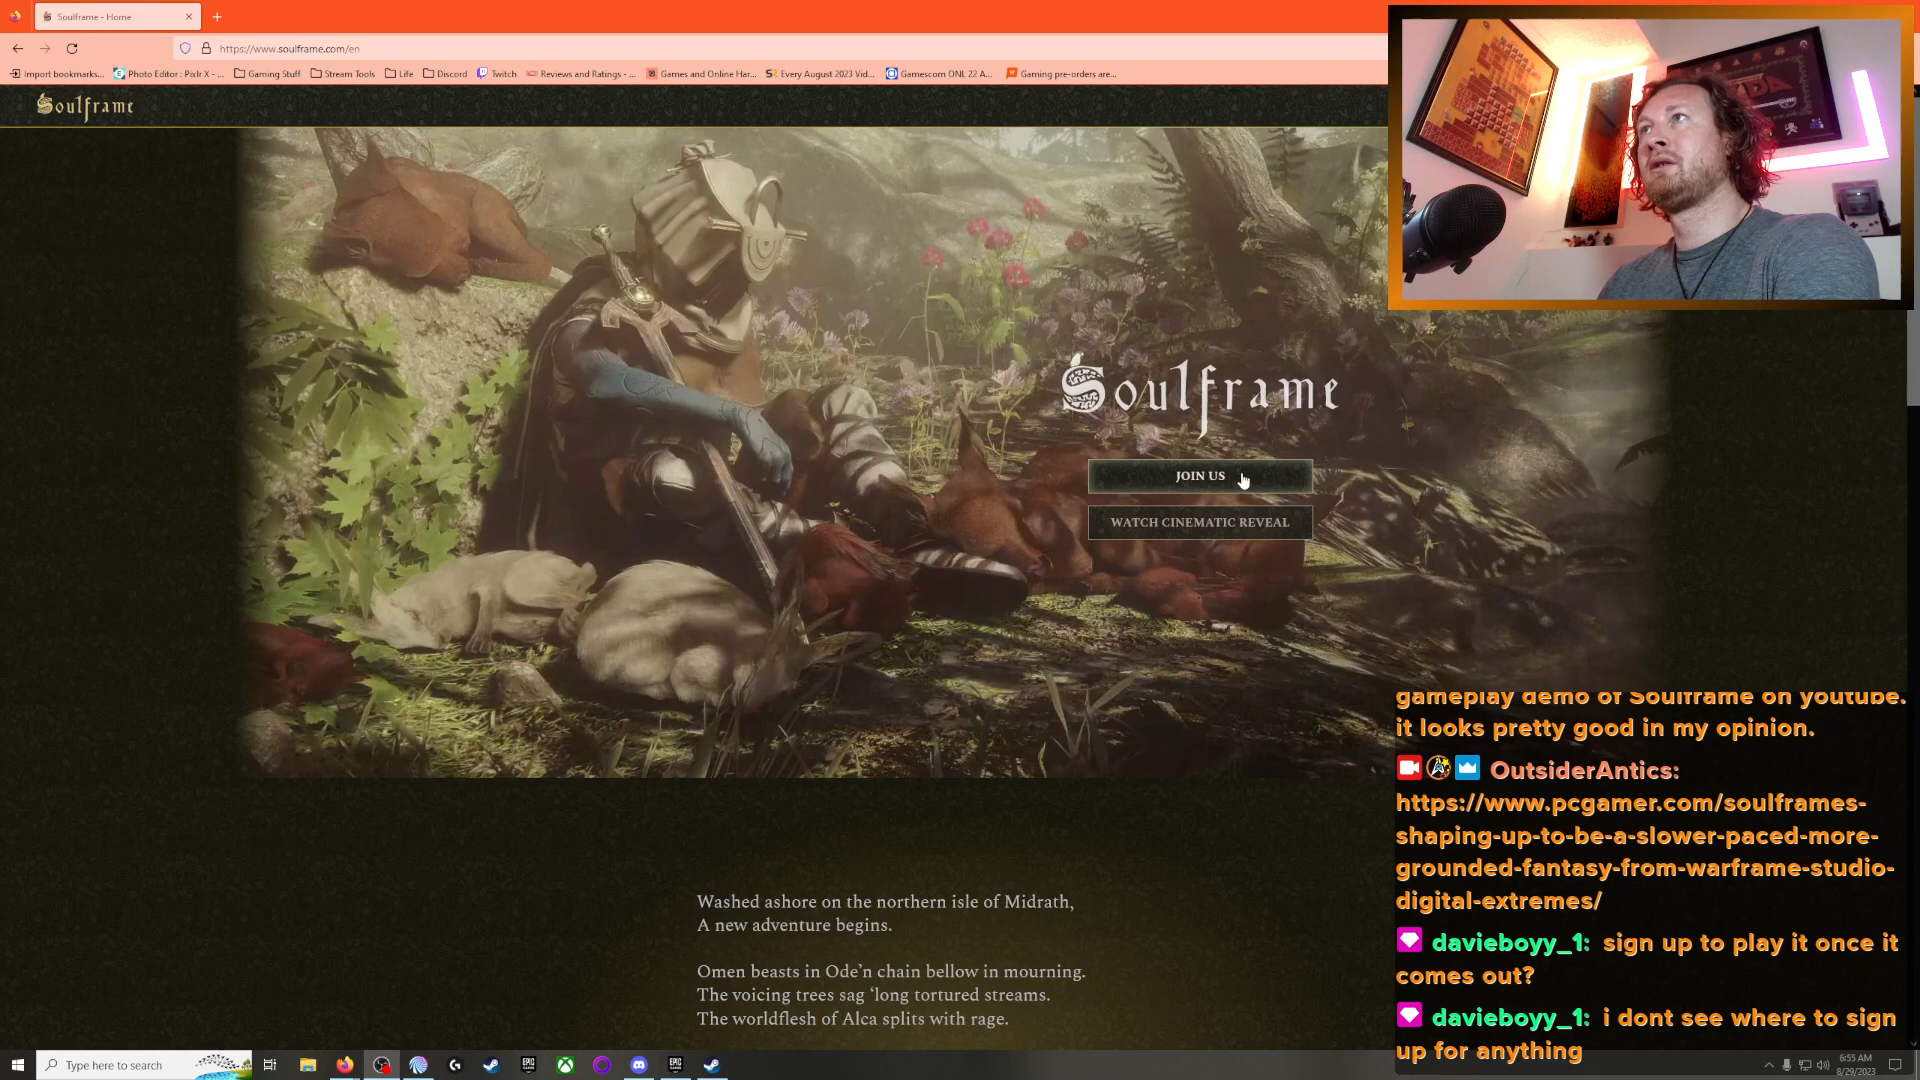 Soulframe - Home
https://www.soulframe.com/en
Import bookmarks... Photo Editor : Pixlr X - ... Gaming Stuff Stream Tools Life Discord Twitch Reviews and Ratings - ... Games and Online Har... Every August 2023 Vid... Gamescom ONL 22 A... Gaming pre-orders are...
Soulframe
Soulframe
JOIN US
WATCH CINEMATIC REVEAL
gameplay demo of Soulframe on youtube.
it looks pretty good in my opinion.
OutsiderAntics:
https://www.pcgamer.com/soulframes-
shaping-up-to-be-a-slower-paced-more-
grounded-fantasy-from-warframe-studio-
digital-extremes/
davieboyy_1: sign up to play it once it
comes out?
davieboyy_1: i dont see where to sign
up for anything
Washed ashore on the northern isle of Midrath,
A new adventure begins.
Omen beasts in Ode’n chain bellow in mourning.
The voicing trees sag ‘long tortured streams.
The worldflesh of Alca splits with rage.
Type here to search
6:55 AM
8/29/2023